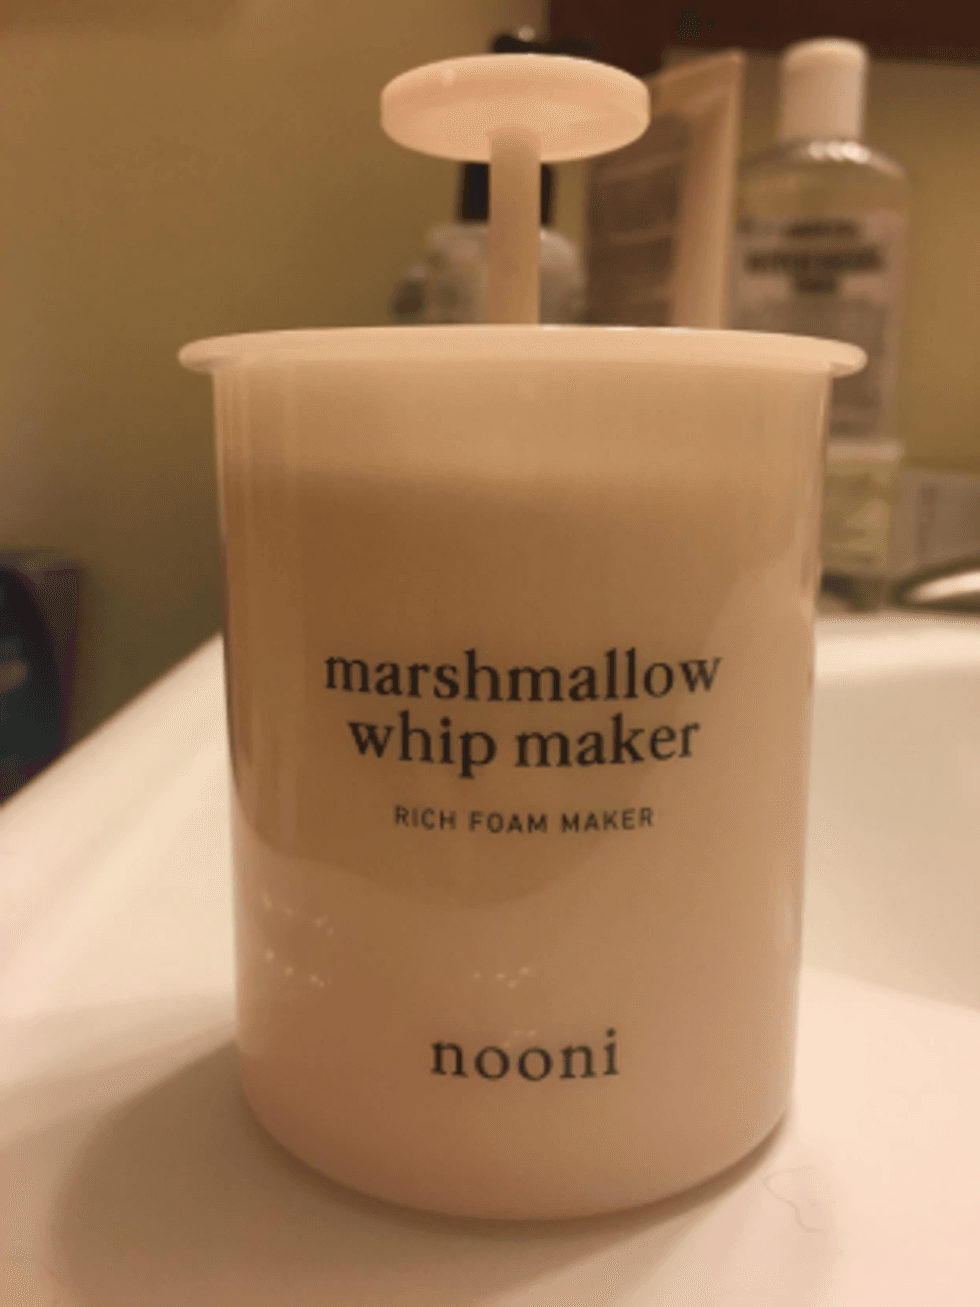 marshmallow
whip maker
RICH FOAM MAKER
nooni